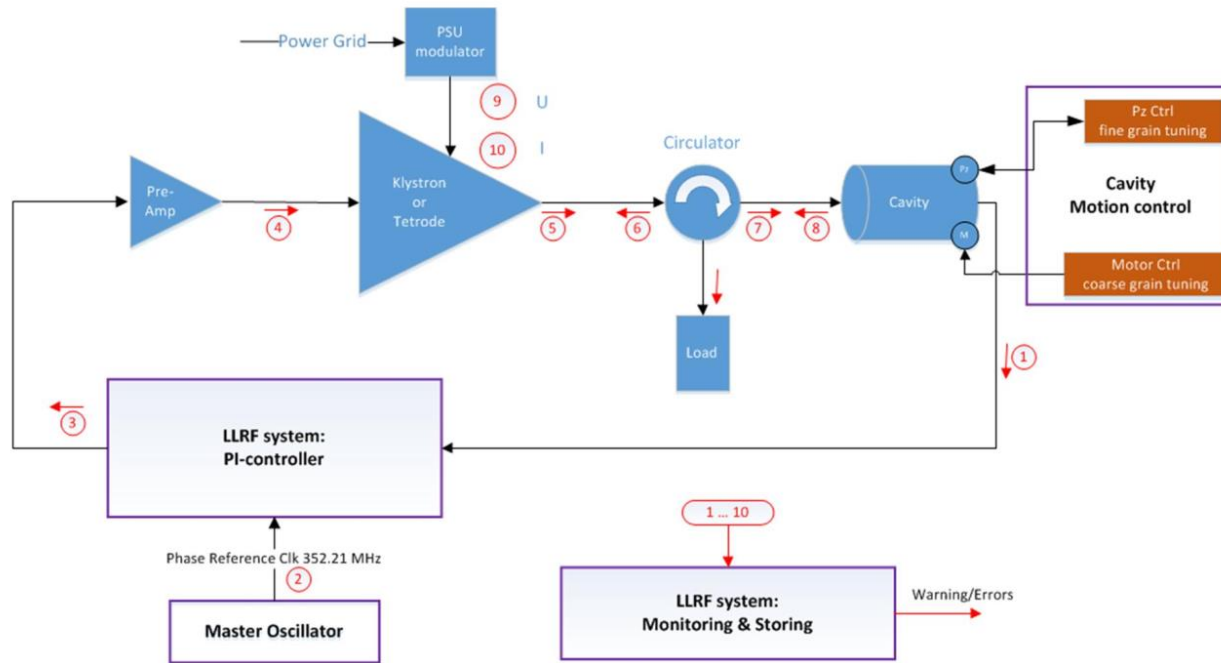 Power Grid
PSU
modulator
9
U
10
I
Pre-
Amp
4
Klystron
or
Tetrode
5
6
Circulator
7
8
Cavity
Pz
M
Pz Ctrl
fine grain tuning
Cavity
Motion control
Motor Ctrl
coarse grain tuning
Load
1
3
LLRF system:
PI-controller
Phase Reference Clk 352.21 MHz
2
Master Oscillator
1 ... 10
LLRF system:
Monitoring & Storing
Warning/Errors